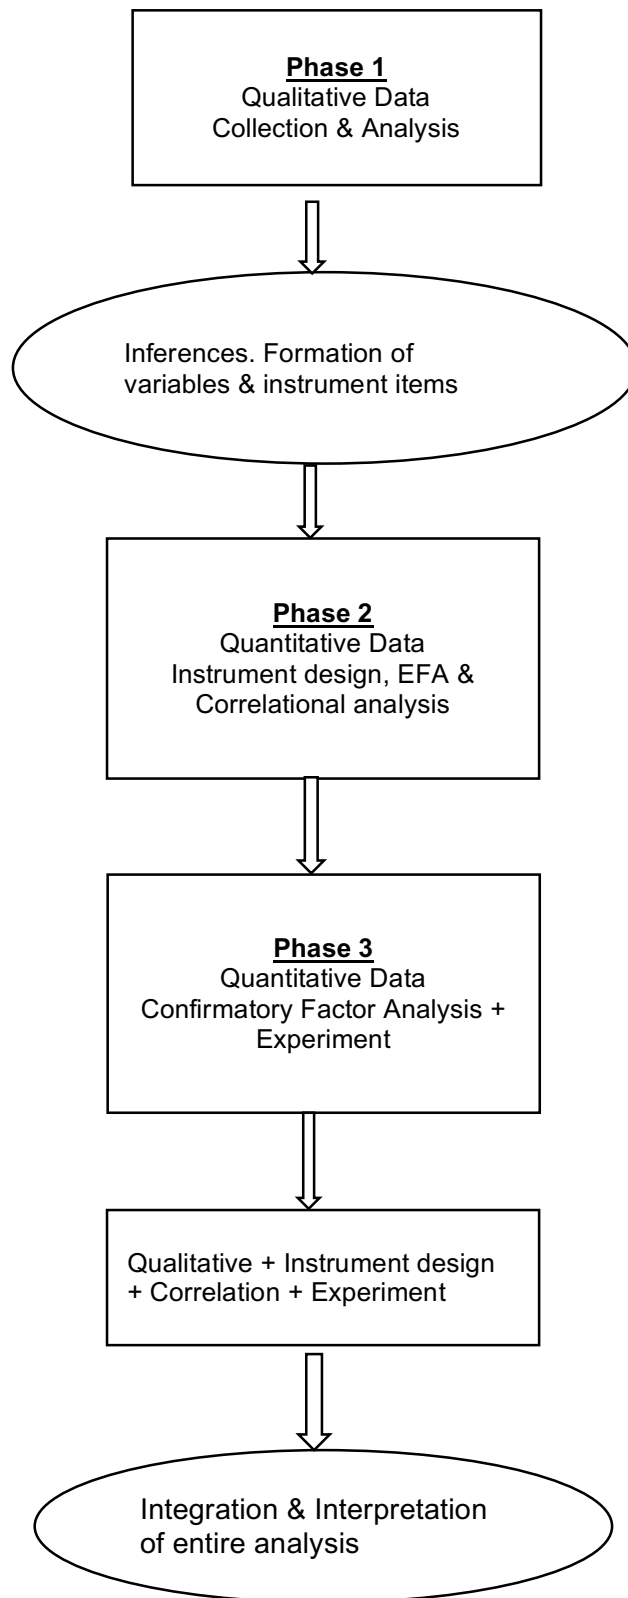 Phase 1
Qualitative Data
Collection & Analysis
Inferences. Formation of
variables & instrument items
Phase 2
Quantitative Data
Instrument design, EFA &
Correlational analysis
Phase 3
Quantitative Data
Confirmatory Factor Analysis +
Experiment
Qualitative + Instrument design
+ Correlation + Experiment
Integration & Interpretation
of entire analysis